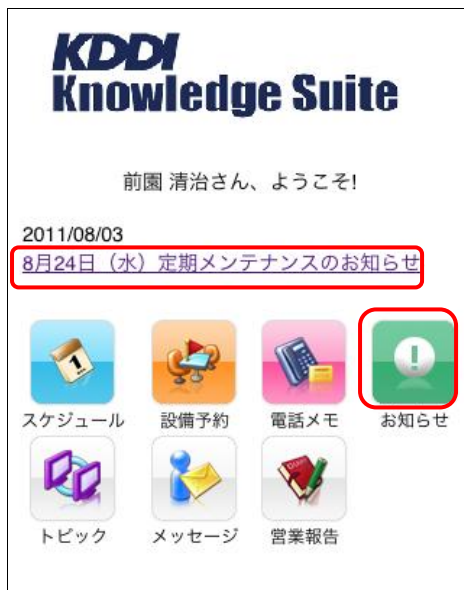 KDDI
Knowledge Suite
前園 清治さん、ようこそ!
2011/08/03
8月24日（水）定期メンテナンスのお知らせ
スケジュール 設備予約 電話メモ お知らせ
トピック メッセージ 営業報告